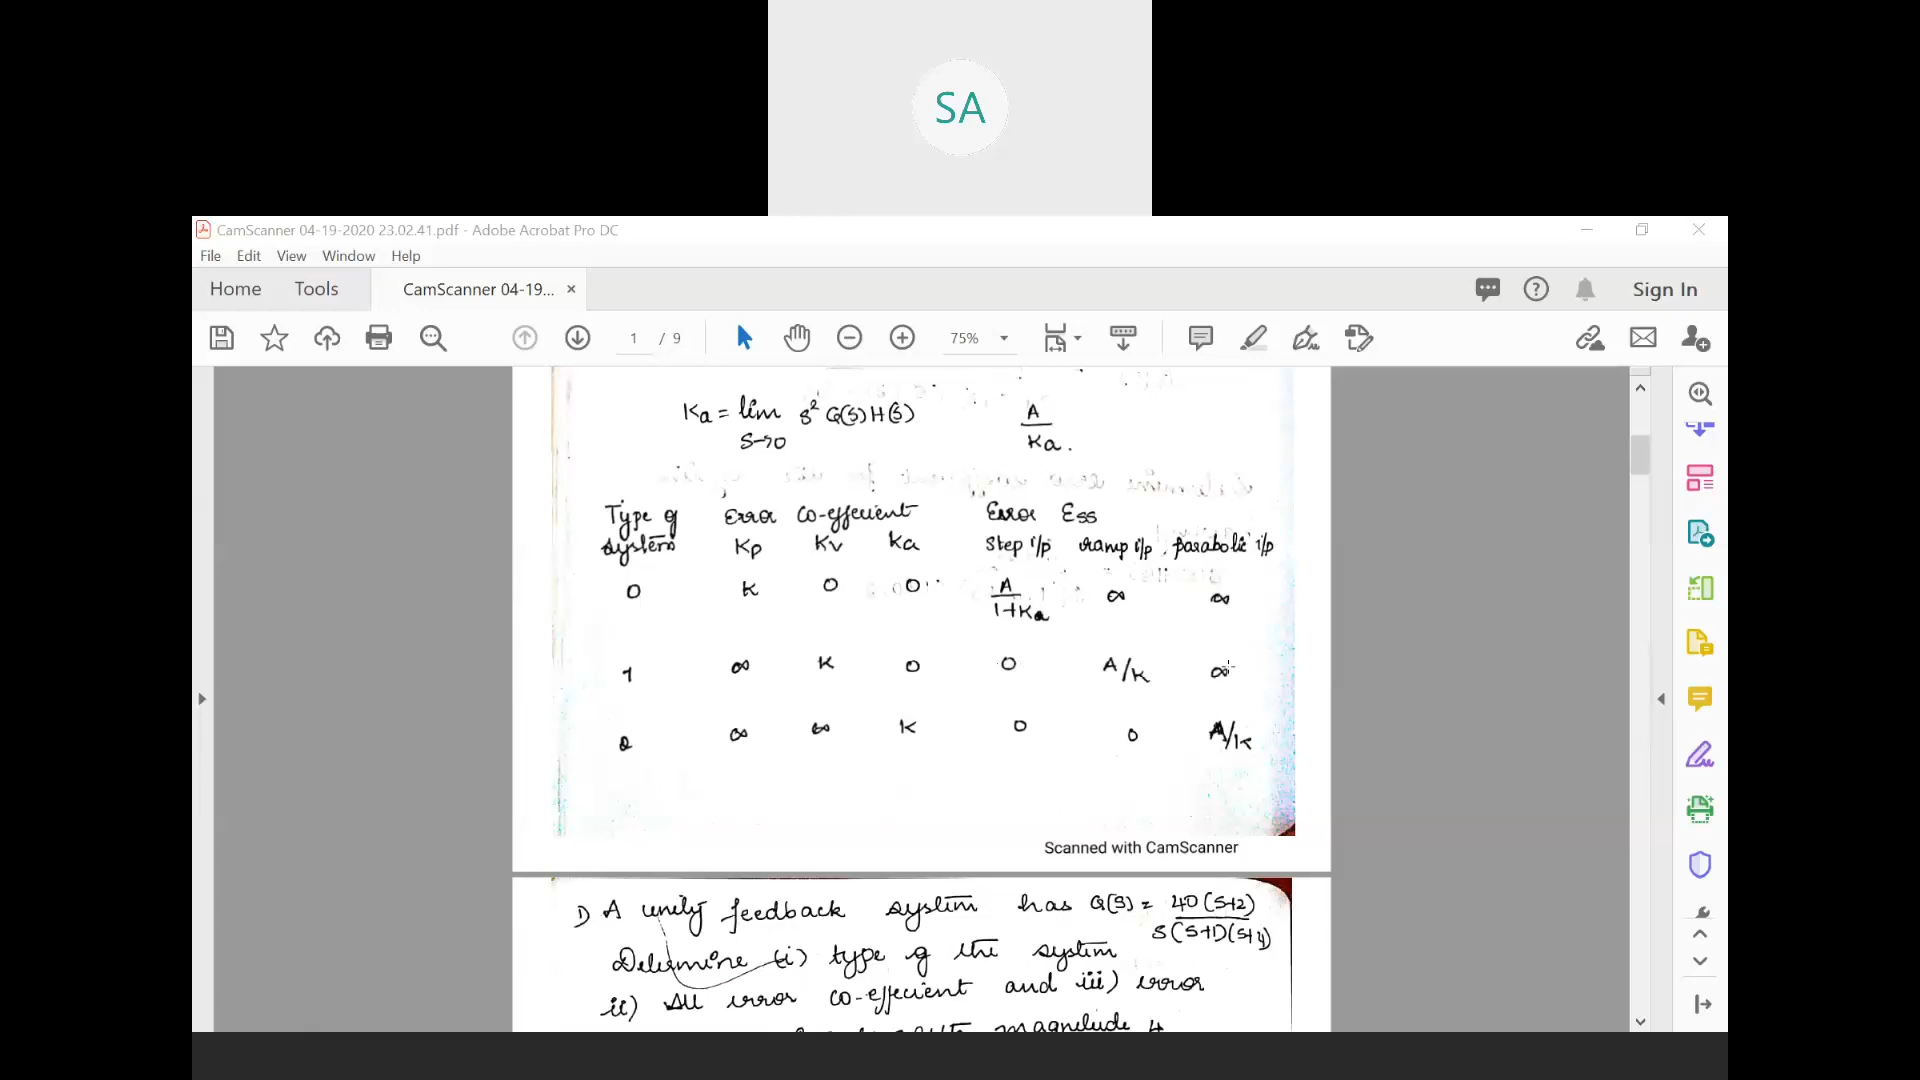 SA
CamScanner 04-19-2020 23.02.41.pdf - Adobe Acrobat Pro DC
File Edit View Window Help
Home Tools CamScanner 04-19... × Sign In
1 / 9 75%
Ka = lim s² G(s)H(s) A
s→0 Ka.
Type of Error Co-effecient Error Ess
system Kp Kv Ka Step i/p ramp i/p parabolic i/p
0 K 0 0 A/1+Ka ∞ ∞
1 ∞ K 0 0 A/K ∞
2 ∞ ∞ K 0 0 A/K
Scanned with CamScanner
1) A unity feedback system has G(s) = 40(s+2)
s(s+1)(s+4)
Determine (i) type of the system
ii) All error co-effecient and iii) error
magnitude 4